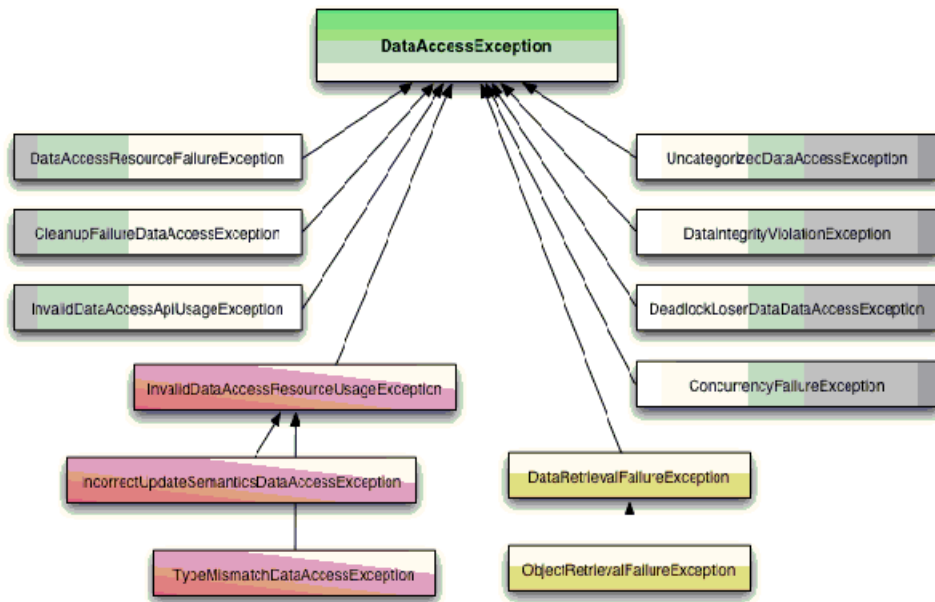 DataAccessException
DataAccessResourceFailureException
UncategorizedDataAccessException
CleanupFailureDataAccessException
DataIntegrityViolationException
InvalidDataAccessApiUsageException
DeadlockLoserDataDataAccessException
InvalidDataAccessResourceUsageException
ConcurrencyFailureException
IncorrectUpdateSemanticsDataAccessException
DataRetrievalFailureException
TypeMismatchDataAccessException
ObjectRetrievalFailureException